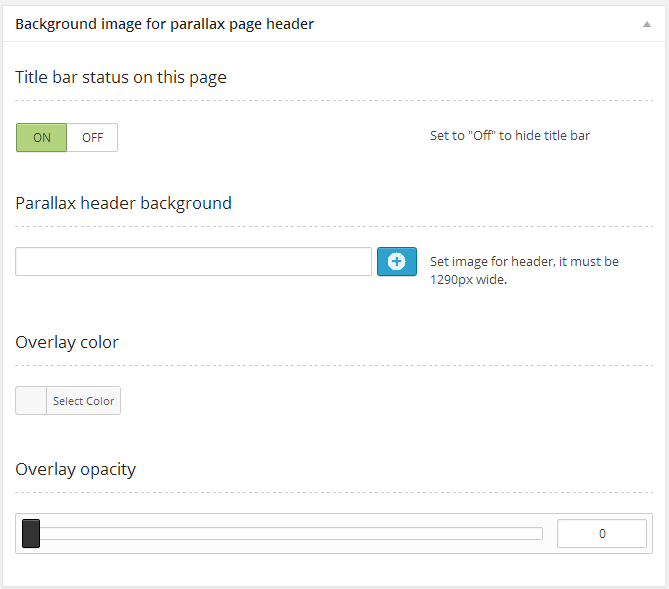 Background image for parallax page header
Title bar status on this page
ON OFF Set to "Off" to hide title bar
Parallax header background
Set image for header, it must be
1290px wide.
Overlay color
Select Color
Overlay opacity
0